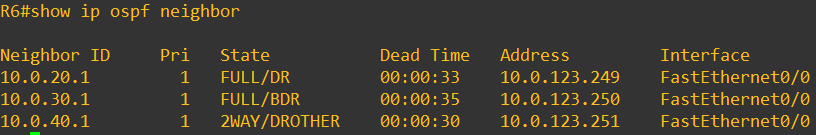 R6#show ip ospf neighbor
Neighbor ID Pri State Dead Time Address Interface
10.0.20.1 1 FULL/DR 00:00:33 10.0.123.249 FastEthernet0/0
10.0.30.1 1 FULL/BDR 00:00:35 10.0.123.250 FastEthernet0/0
10.0.40.1 1 2WAY/DROTHER 00:00:30 10.0.123.251 FastEthernet0/0